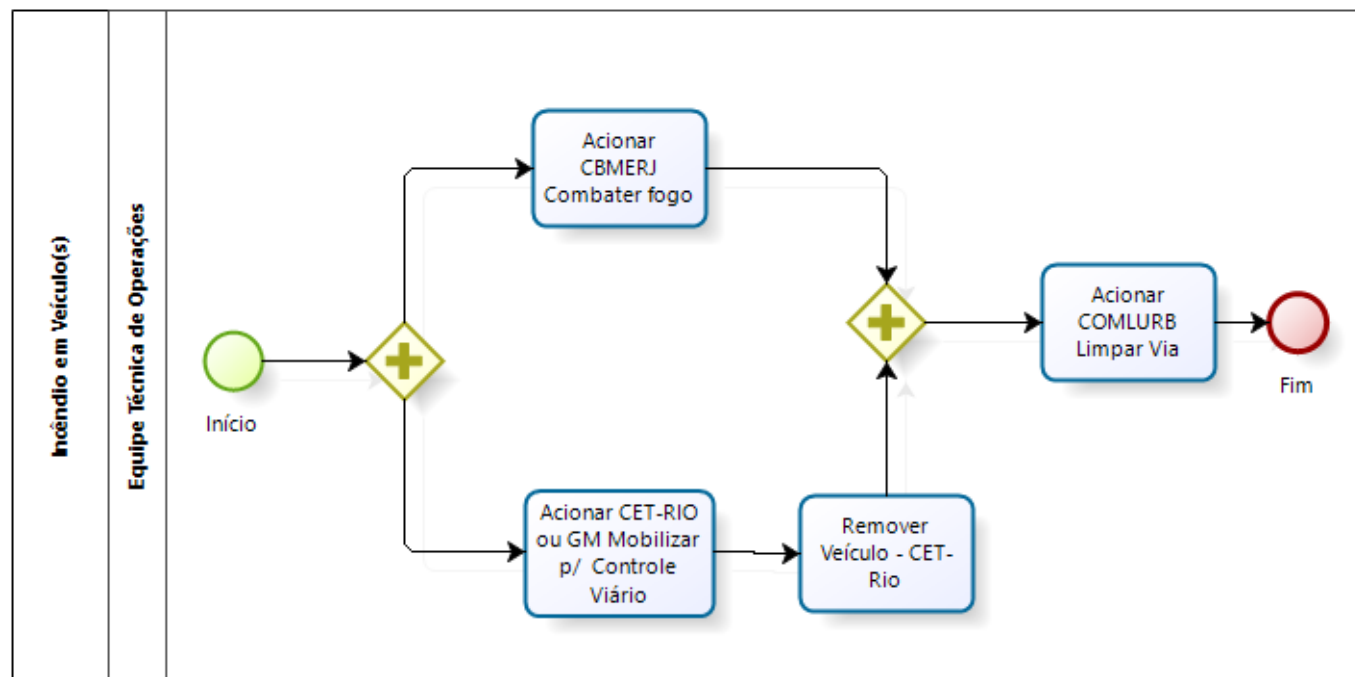 Incêndio em Veículo(s)
Equipe Técnica de Operações
Início
Acionar
CBMERJ
Combater fogo
Acionar CET-RIO
ou GM Mobilizar
p/  Controle
Viário
Remover
Veículo - CET-
Rio
Acionar
COMLURB
Limpar Via
Fim